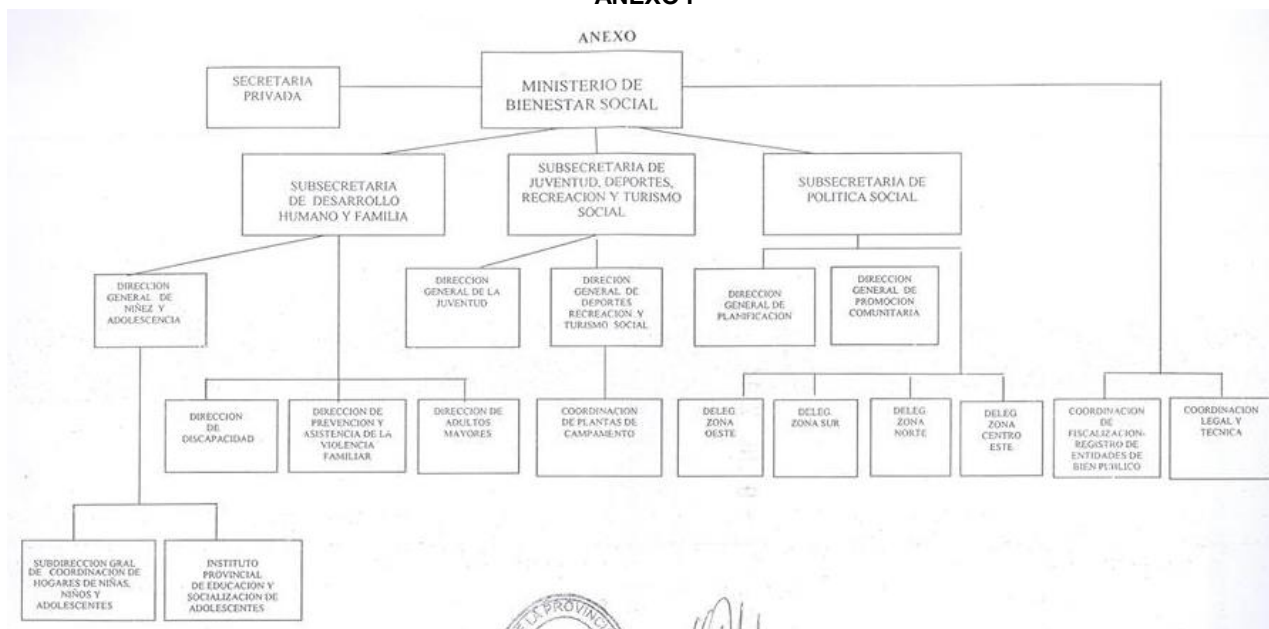 ANEXO I
ANEXO
SECRETARIA
PRIVADA
MINISTERIO DE
BIENESTAR SOCIAL
SUBSECRETARIA
DE DESARROLLO
HUMANO Y FAMILIA
SUBSECRETARIA DE
JUVENTUD, DEPORTES,
RECREACION Y TURISMO
SOCIAL
SUBSECRETARIA DE
POLITICA SOCIAL
DIRECCION
GENERAL DE
NIÑEZ Y
ADOLESCENCIA
DIRECCION
GENERAL DE LA
JUVENTUD
DIRECION
GENERAL DE
DEPORTES
RECREACION Y
TURISMO SOCIAL
DIRECCION
GENERAL DE
PLANIFICACION
DIRECCION
GENERAL DE
PROMOCION
COMUNITARIA
DIRECCION
DE
DISCAPACIDAD
DIRECCION DE
PREVENCION Y
ASISTENCIA DE LA
VIOLENCIA
FAMILIAR
DIRECCION DE
ADULTOS
MAYORES
COORDINACION
DE PLANTAS DE
CAMPAMENTO
DELEG
ZONA
OESTE
DELEG.
ZONA SUR
DELEG
ZONA
NORTE
DELEG
ZONA
CENTRO
ESTE
COORDINACION
DE
FISCALIZACION-
REGISTRO DE
ENTIDADES DE
BIEN PUBLICO
COORDINACION
LEGAL Y
TECNICA
SUBDIRECCION GRAL
DE COORDINACION DE
HOGARES DE NIÑAS,
NIÑOS Y
ADOLESCENTES
INSTITUTO
PROVINCIAL
DE EDUCACION Y
SOCIALIZACION DE
ADOLESCENTES
LA PROVINC